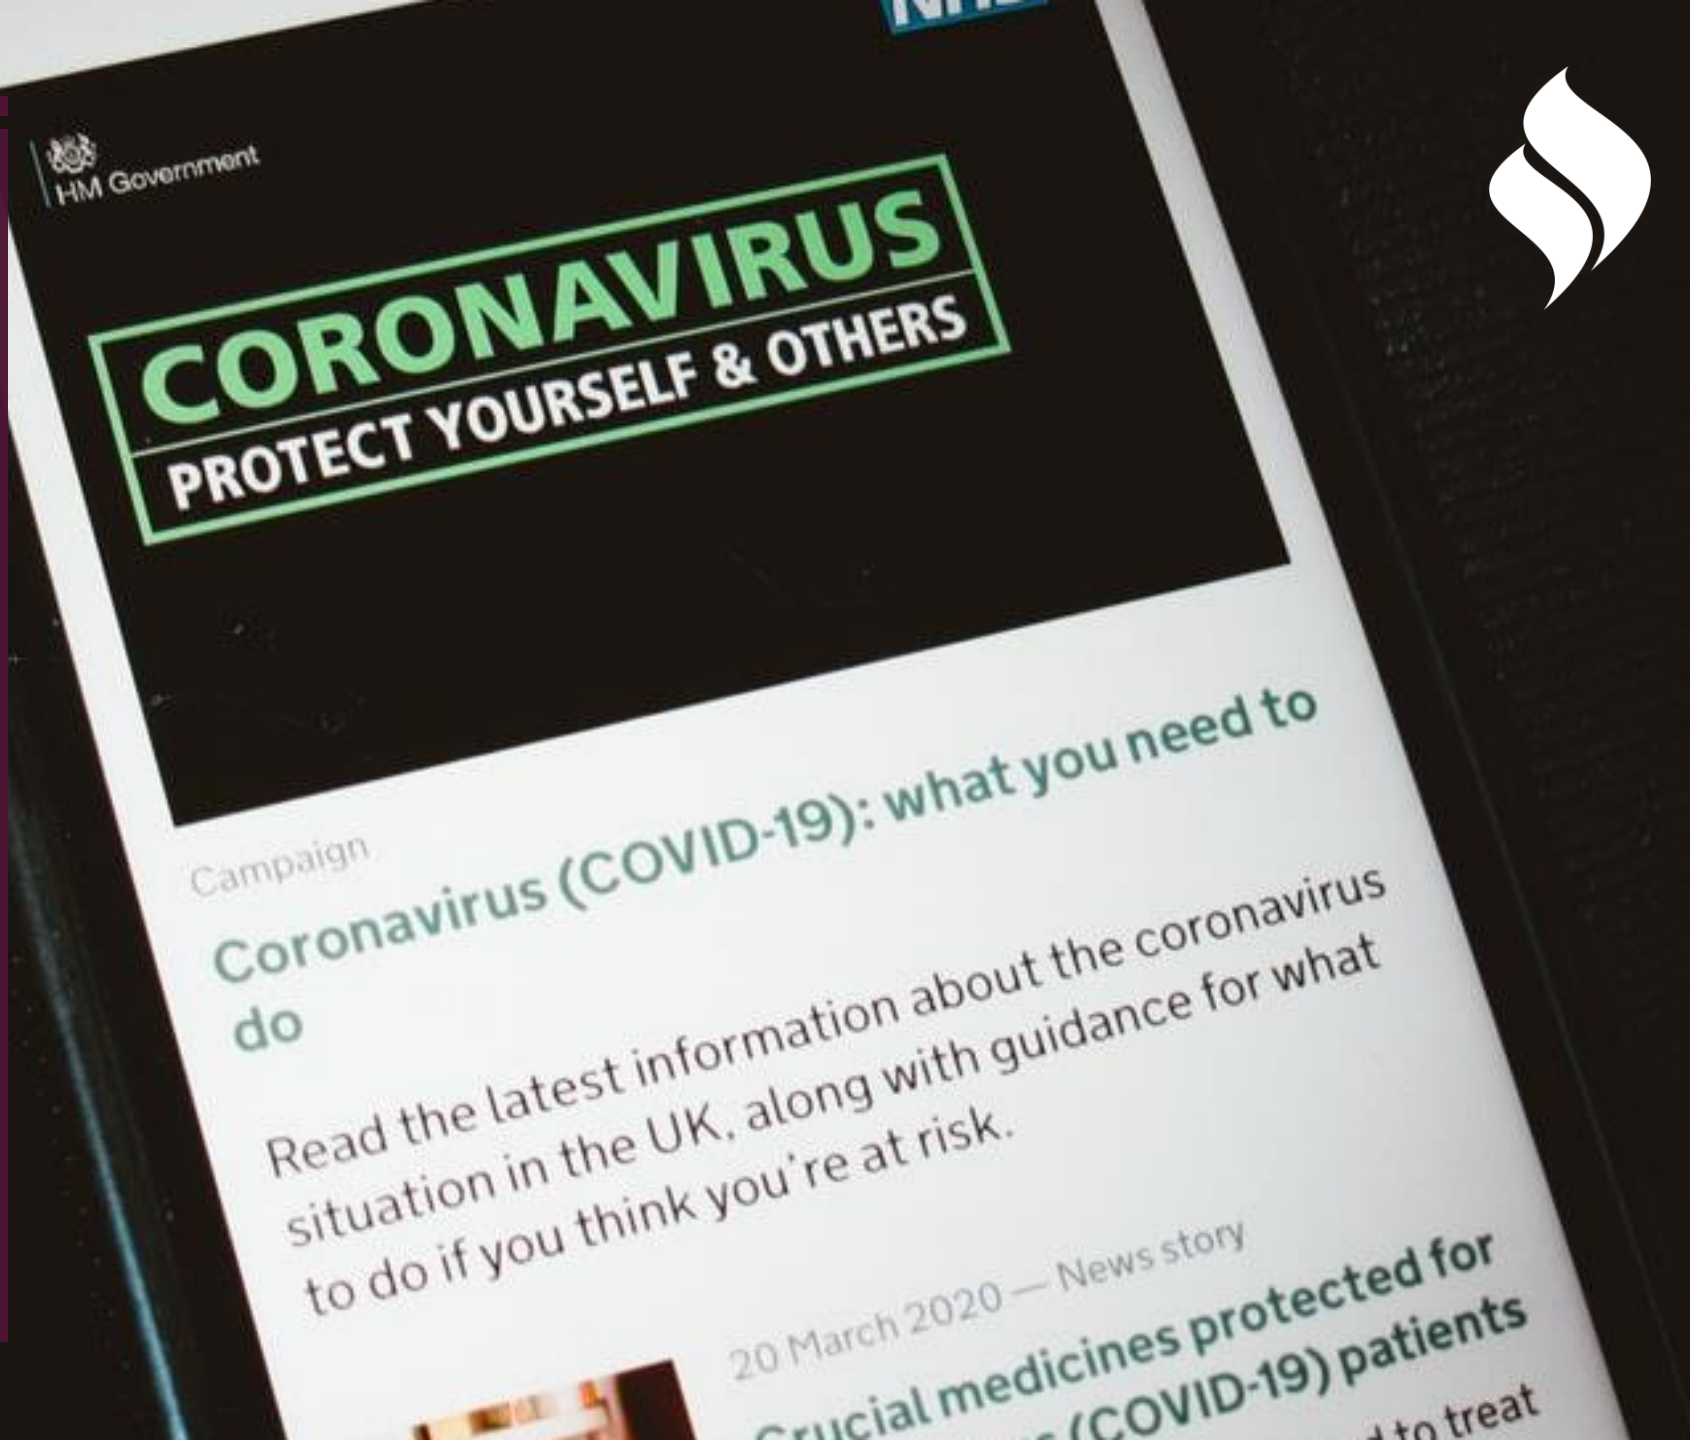 NHS
HM Government
CORONAVIRUS
PROTECT YOURSELF & OTHERS
Campaign
Coronavirus (COVID-19): what you need to
do
Read the latest information about the coronavirus
situation in the UK, along with guidance for what
to do if you think you're at risk.
20 March 2020 — News story
Crucial medicines protected for
(COVID-19) patients
to treat